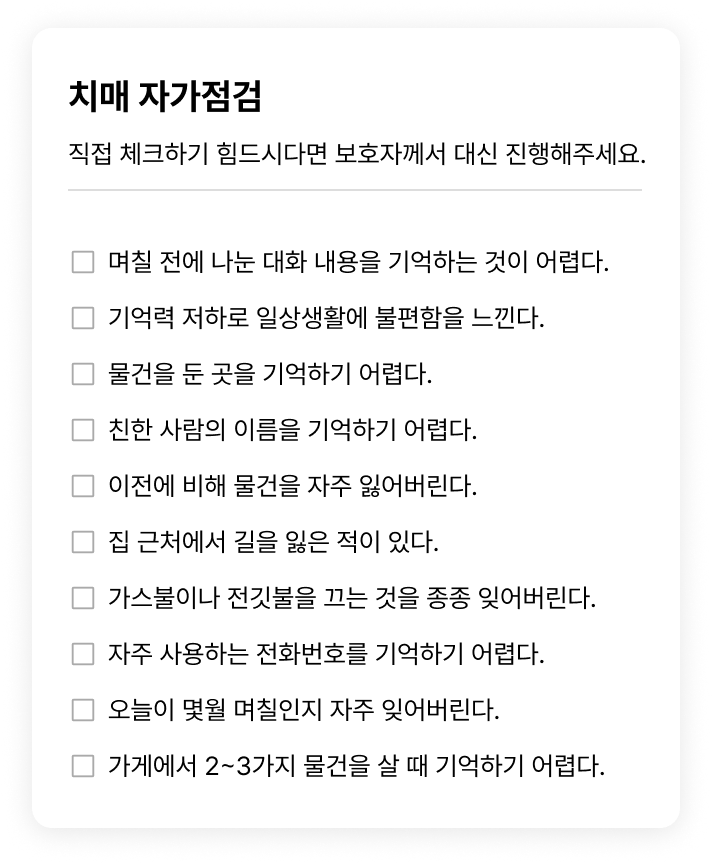 치매 자가점검
직접 체크하기 힘드시다면 보호자께서 대신 진행해주세요.
며칠 전에 나눈 대화 내용을 기억하는 것이 어렵다.
기억력 저하로 일상생활에 불편함을 느낀다.
물건을 둔 곳을 기억하기 어렵다.
친한 사람의 이름을 기억하기 어렵다.
이전에 비해 물건을 자주 잃어버린다.
집 근처에서 길을 잃은 적이 있다.
가스불이나 전깃불을 끄는 것을 종종 잊어버린다.
자주 사용하는 전화번호를 기억하기 어렵다.
오늘이 몇월 며칠인지 자주 잊어버린다.
가게에서 2~3가지 물건을 살 때 기억하기 어렵다.